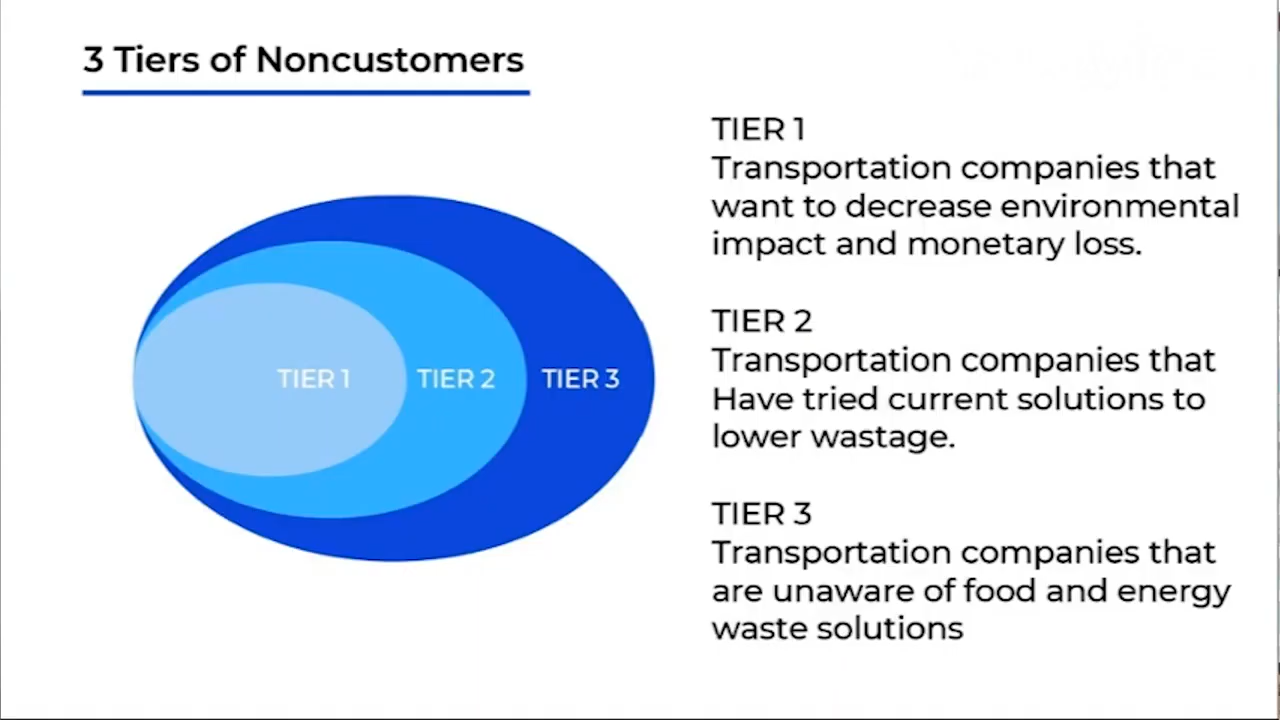 3 Tiers of Noncustomers
TIER 1
TIER 2
TIER 3
TIER 1
Transportation companies that
want to decrease environmental
impact and monetary loss.
TIER 2
Transportation companies that
Have tried current solutions to
lower wastage.
TIER 3
Transportation companies that
are unaware of food and energy
waste solutions